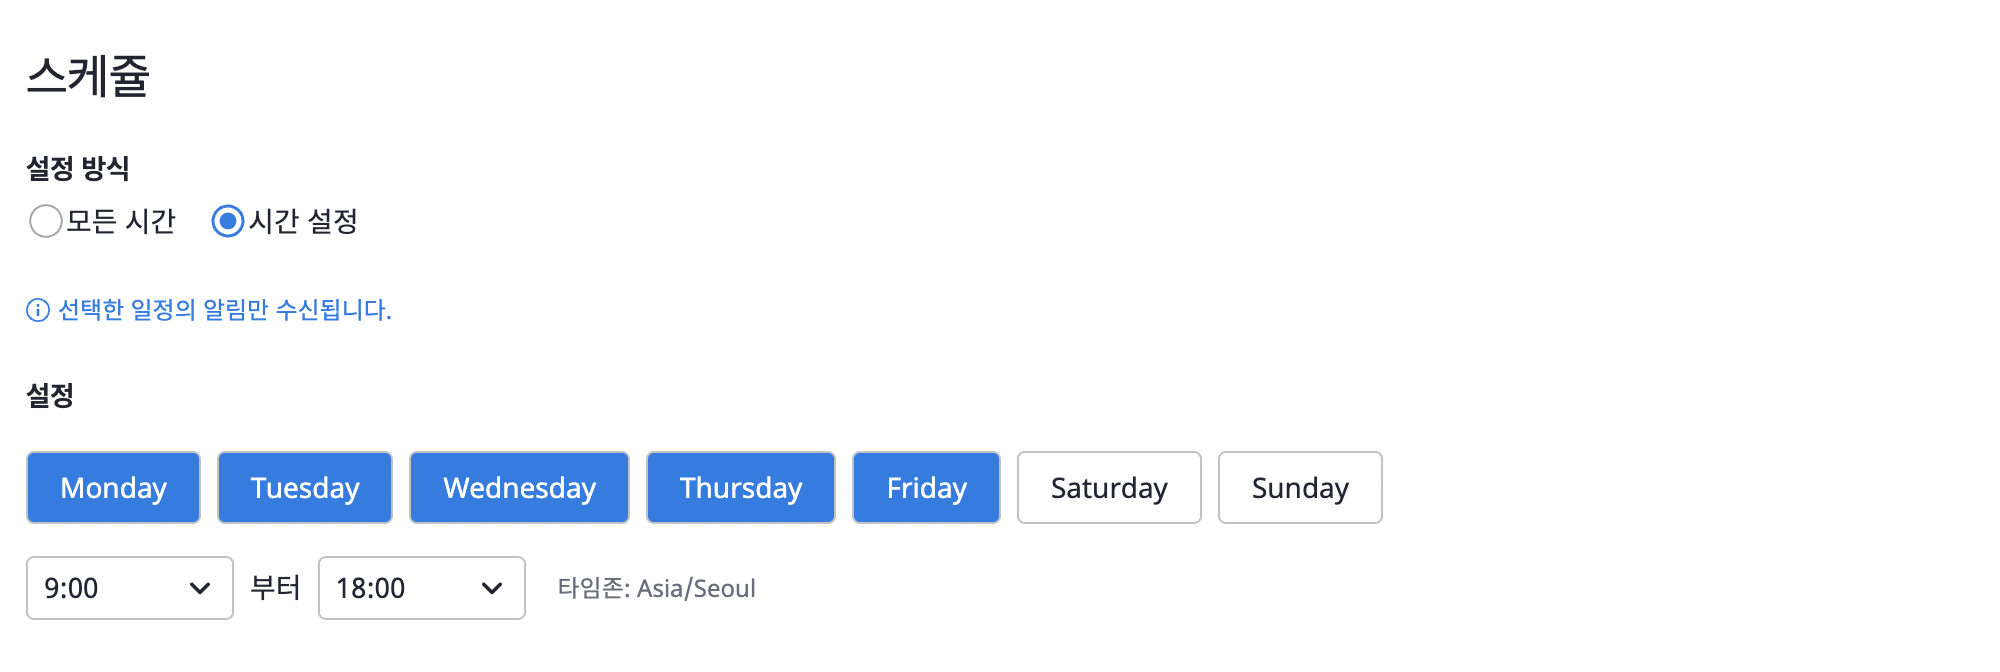 스케쥴
설정 방식
모든 시간 시간 설정
선택한 일정의 알림만 수신됩니다.
설정
Monday Tuesday Wednesday Thursday Friday Saturday Sunday
9:00 부터 18:00 타임존: Asia/Seoul